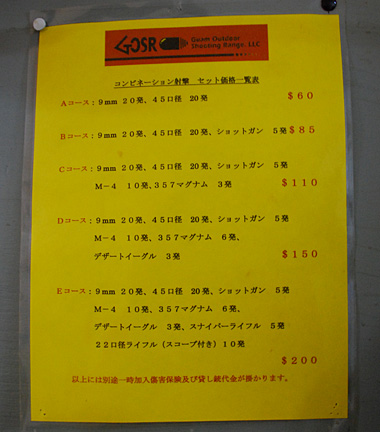 GOSR Guam Outdoor
Shooting Range, LLC
コンビネーション射撃 セット価格一覧表
Aコース：9mm 20発、45口径 20発 $60
Bコース：9mm 20発、45口径 20発、ショットガン 5発 $85
Cコース：9mm 20発、45口径 20発、ショットガン 5発
M-4 10発、357マグナム 3発 $110
Dコース：9mm 20発、45口径 20発、ショットガン 5発
M-4 10発、357マグナム 6発、
デザートイーグル 3発 $150
Eコース：9mm 20発、45口径 20発、ショットガン 5発
M-4 10発、357マグナム 6発、
デザートイーグル 3発、スナイパーライフル 5発
22口径ライフル（スコープ付き）10発
$200
以上には別途一時加入傷害保険及び貸し銃代金が掛かります。